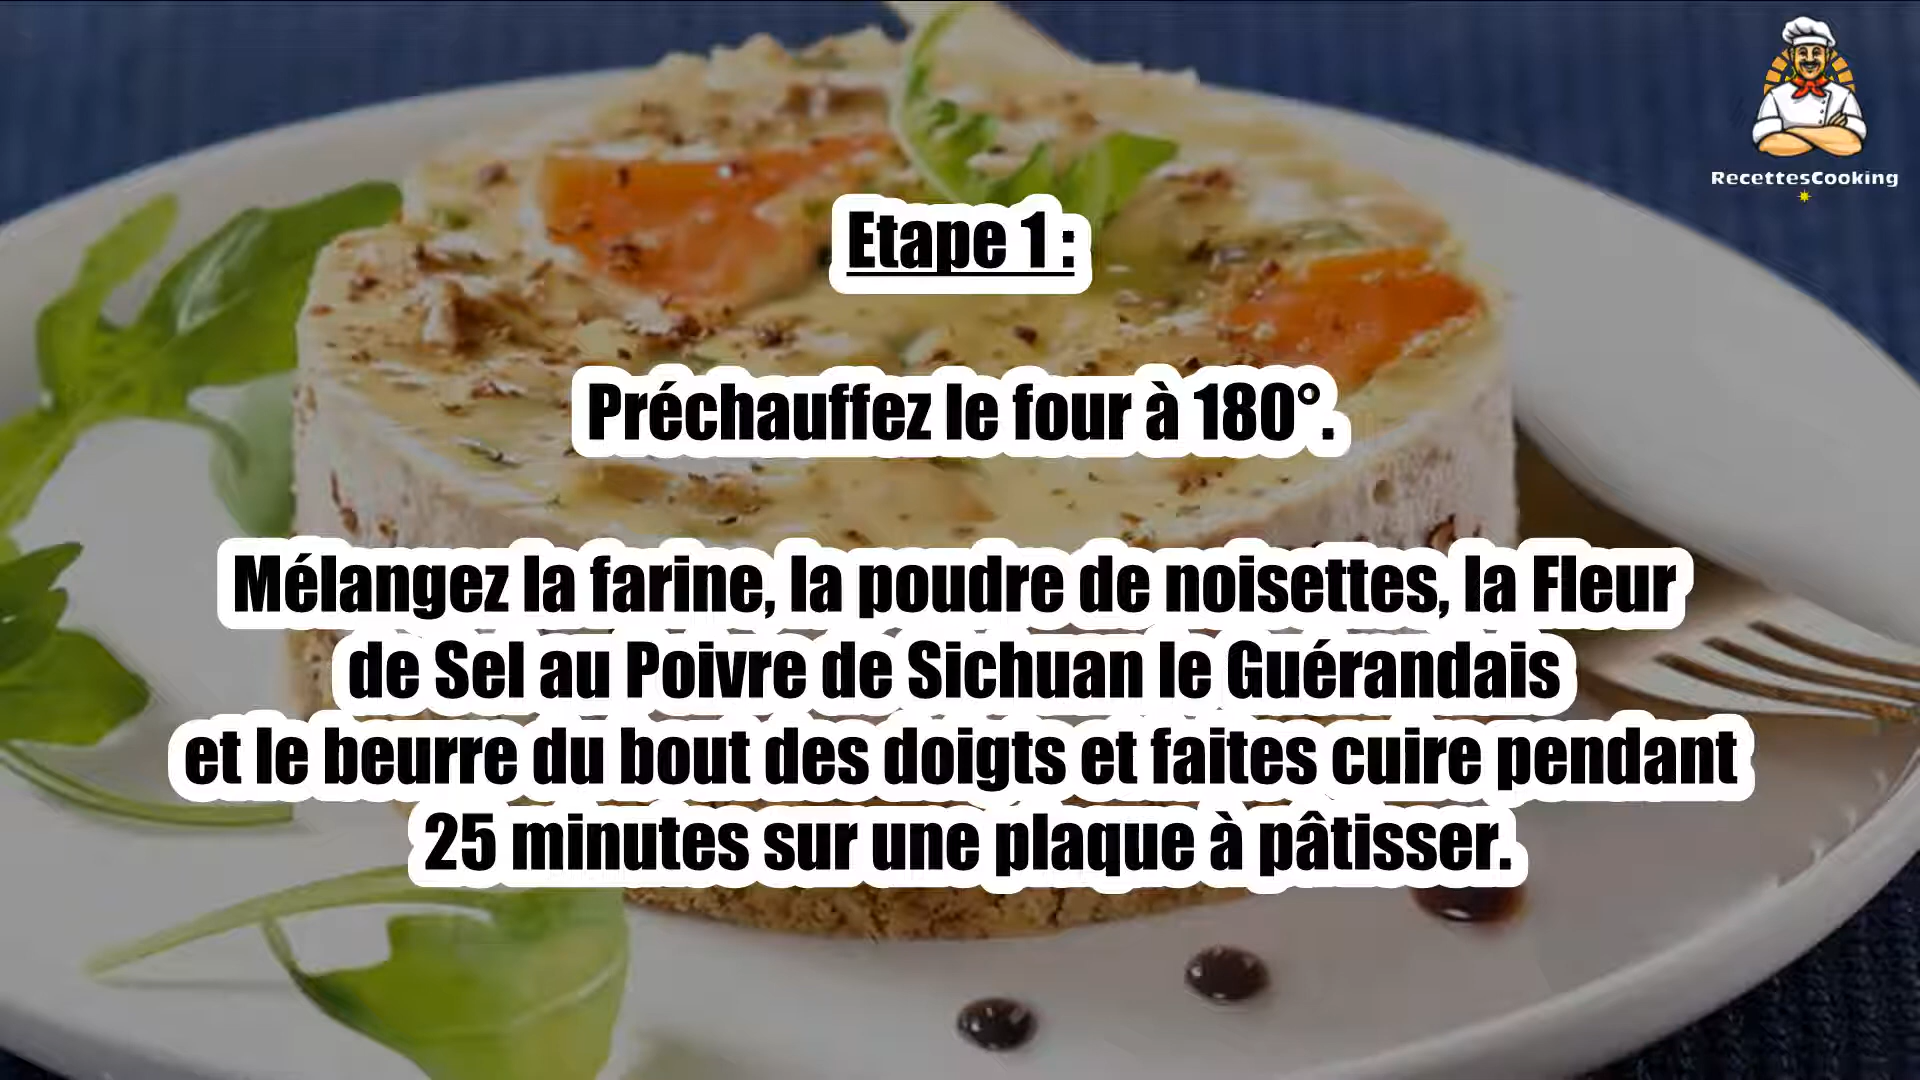 RecettesCooking
Etape 1 :
Préchauffez le four à 180°.
Mélangez la farine, la poudre de noisettes, la Fleur
de Sel au Poivre de Sichuan le Guérandais
et le beurre du bout des doigts et faites cuire pendant
25 minutes sur une plaque à pâtisser.